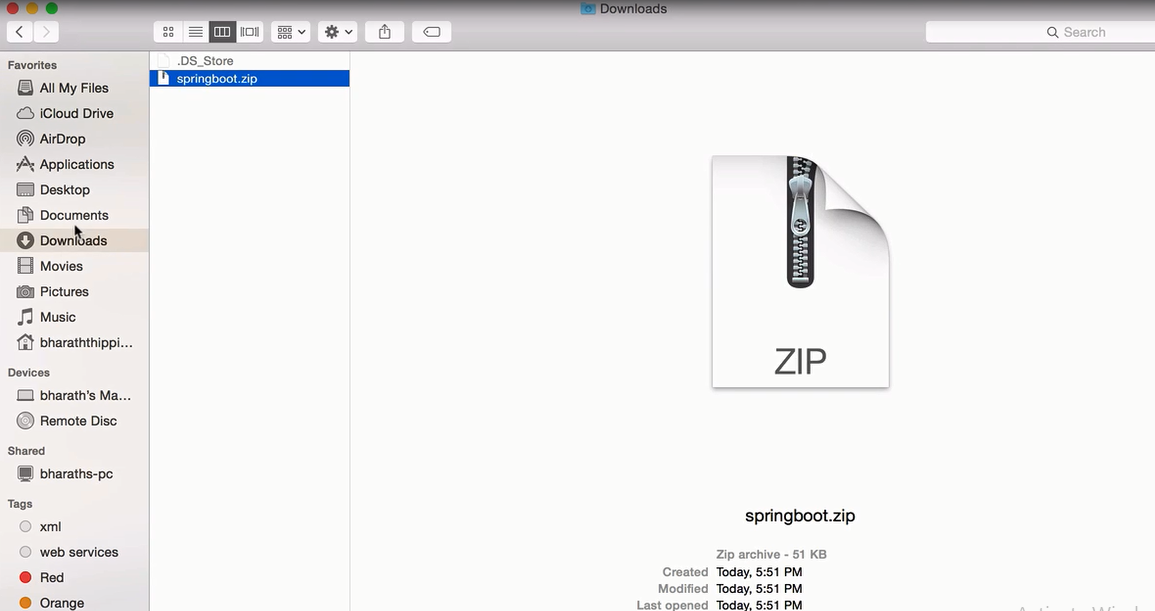 Downloads
Search
Favorites
All My Files
iCloud Drive
AirDrop
Applications
Desktop
Documents
Downloads
Movies
Pictures
Music
bharaththippi...
Devices
bharath's Ma...
Remote Disc
Shared
bharaths-pc
Tags
xml
web services
Red
Orange
.DS_Store
springboot.zip
ZIP
springboot.zip
Zip archive - 51 KB
Created Today, 5:51 PM
Modified Today, 5:51 PM
Last opened Today, 5:51 PM